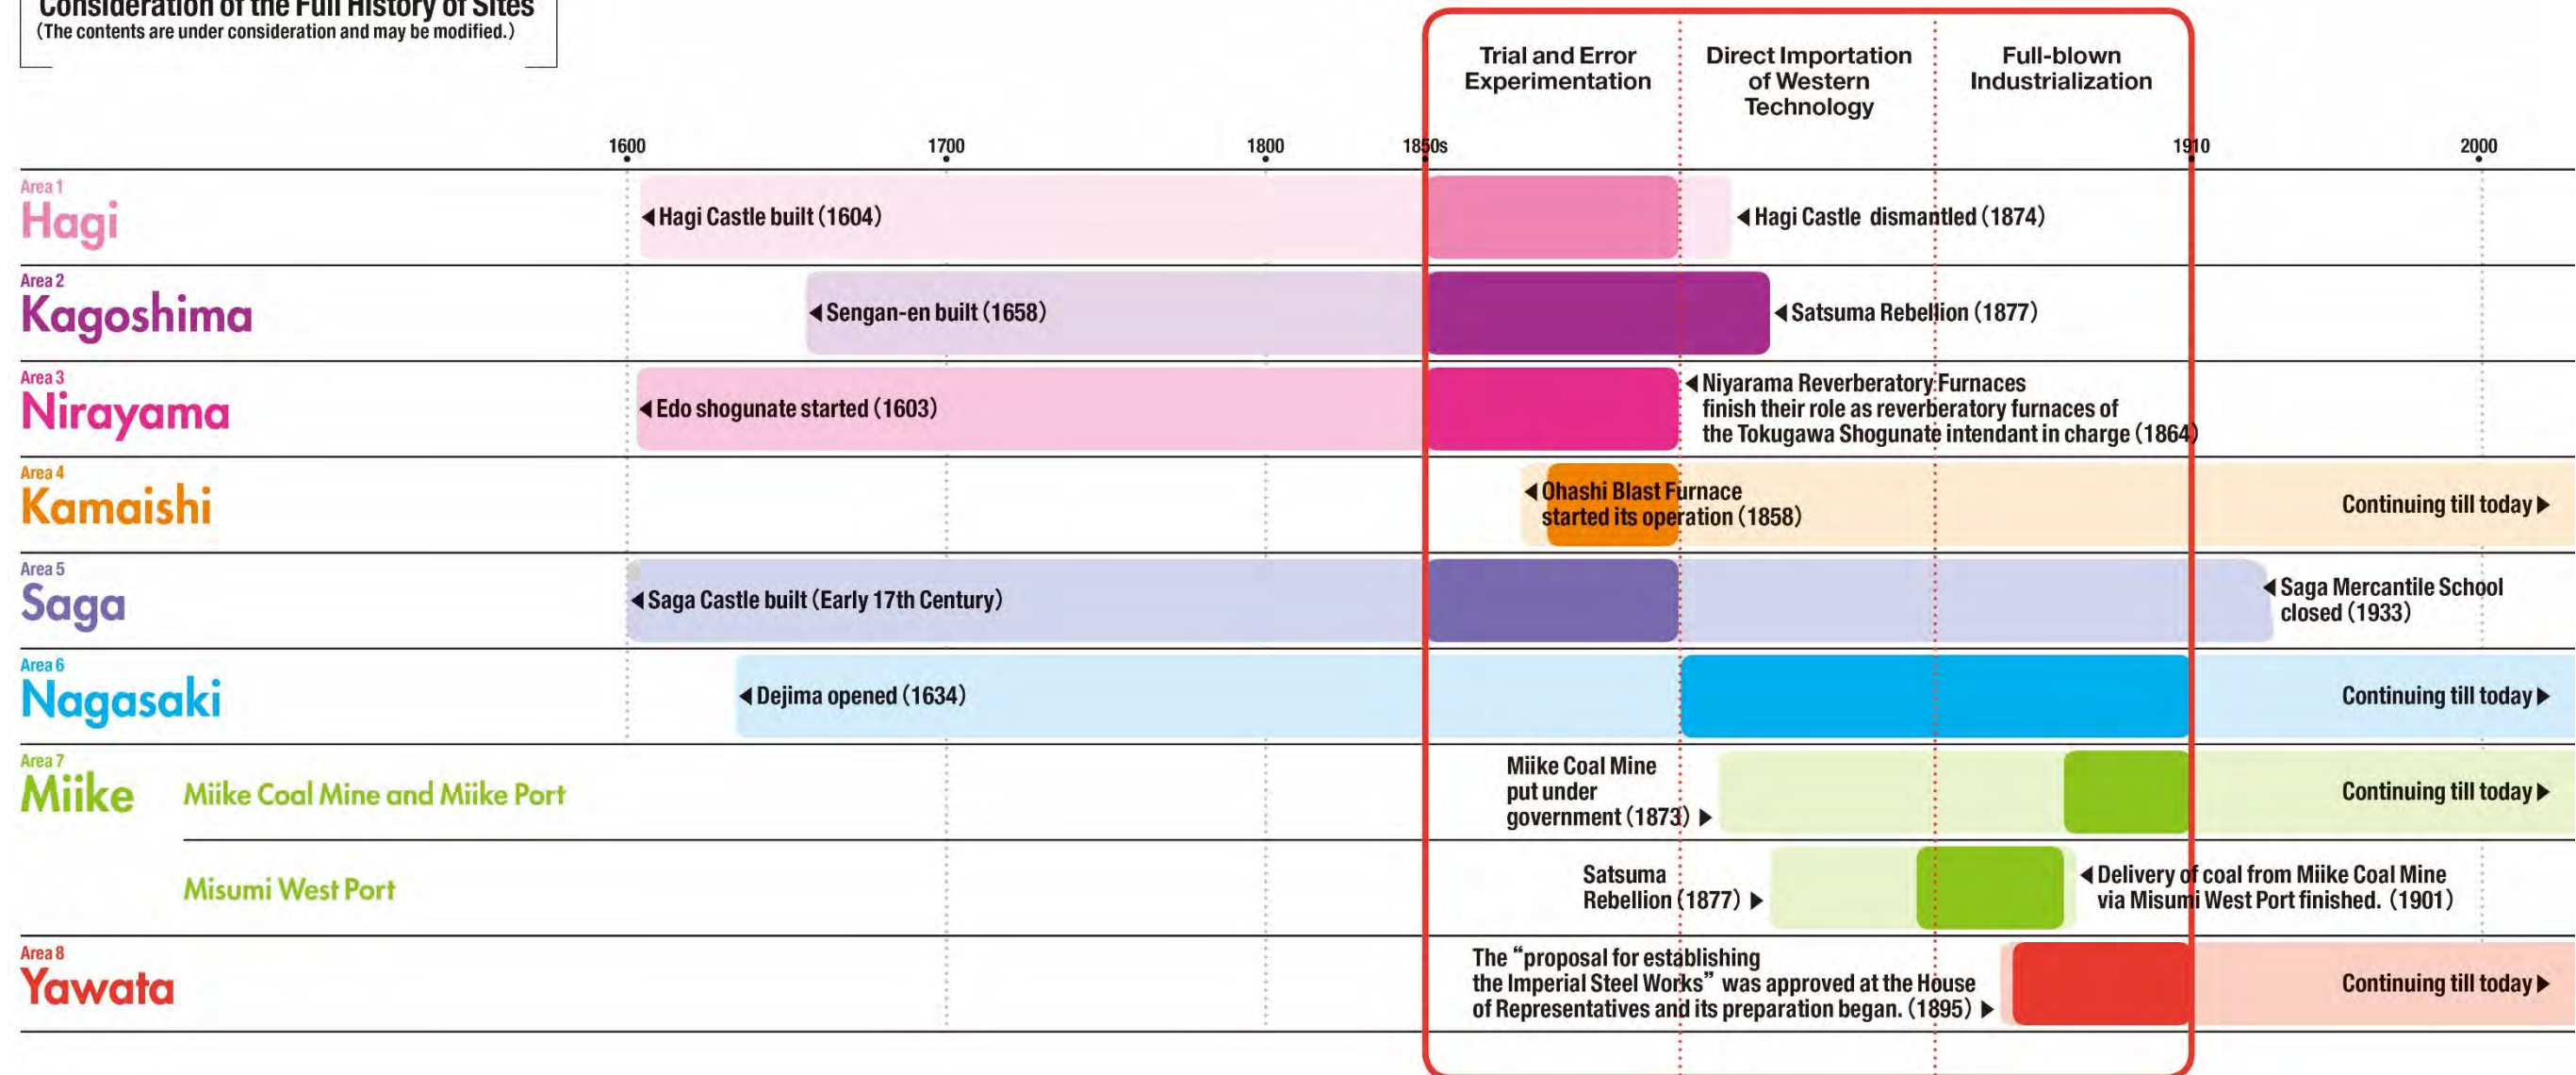 Consideration of the Full History of Sites
(The contents are under consideration and may be modified.)
Trial and Error
Experimentation
Direct Importation
of Western
Technology
Full-blown
Industrialization
1600
1700
1800
1850s
1910
2000
Area 1
Hagi
Hagi Castle built (1604)
Hagi Castle dismantled (1874)
Area 2
Kagoshima
Sengan-en built (1658)
Satsuma Rebellion (1877)
Area 3
Nirayama
Edo shogunate started (1603)
Niyarama Reverberatory Furnaces
finish their role as reverberatory furnaces of
the Tokugawa Shogunate intendant in charge (1864)
Area 4
Kamaishi
Ohashi Blast Furnace
started its operation (1858)
Continuing till today
Area 5
Saga
Saga Castle built (Early 17th Century)
Saga Mercantile School
closed (1933)
Area 6
Nagasaki
Dejima opened (1634)
Continuing till today
Area 7
Miike
Miike Coal Mine and Miike Port
Miike Coal Mine
put under
government (1873)
Continuing till today
Misumi West Port
Satsuma
Rebellion (1877)
Delivery of coal from Miike Coal Mine
via Misumi West Port finished. (1901)
Area 8
Yawata
The “proposal for establishing
the Imperial Steel Works” was approved at the House
of Representatives and its preparation began. (1895)
Continuing till today